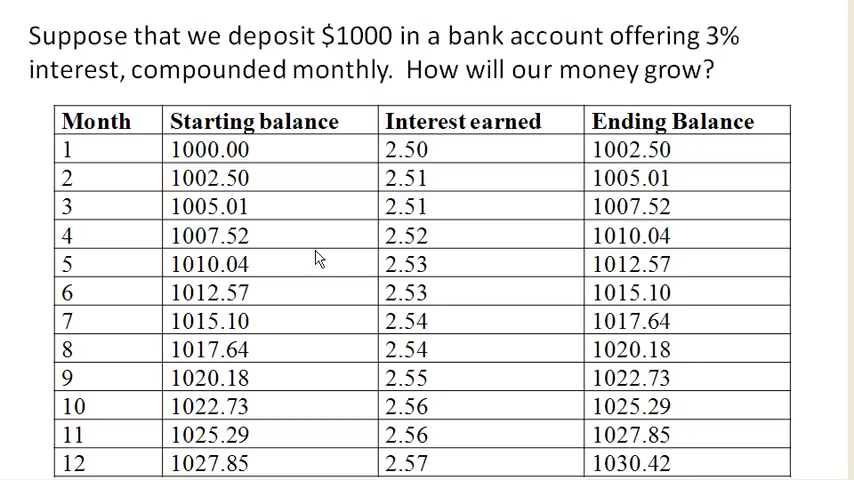 Suppose that we deposit $1000 in a bank account offering 3%
interest, compounded monthly. How will our money grow?
Month Starting balance Interest earned Ending Balance
1 1000.00 2.50 1002.50
2 1002.50 2.51 1005.01
3 1005.01 2.51 1007.52
4 1007.52 2.52 1010.04
5 1010.04 2.53 1012.57
6 1012.57 2.53 1015.10
7 1015.10 2.54 1017.64
8 1017.64 2.54 1020.18
9 1020.18 2.55 1022.73
10 1022.73 2.56 1025.29
11 1025.29 2.56 1027.85
12 1027.85 2.57 1030.42